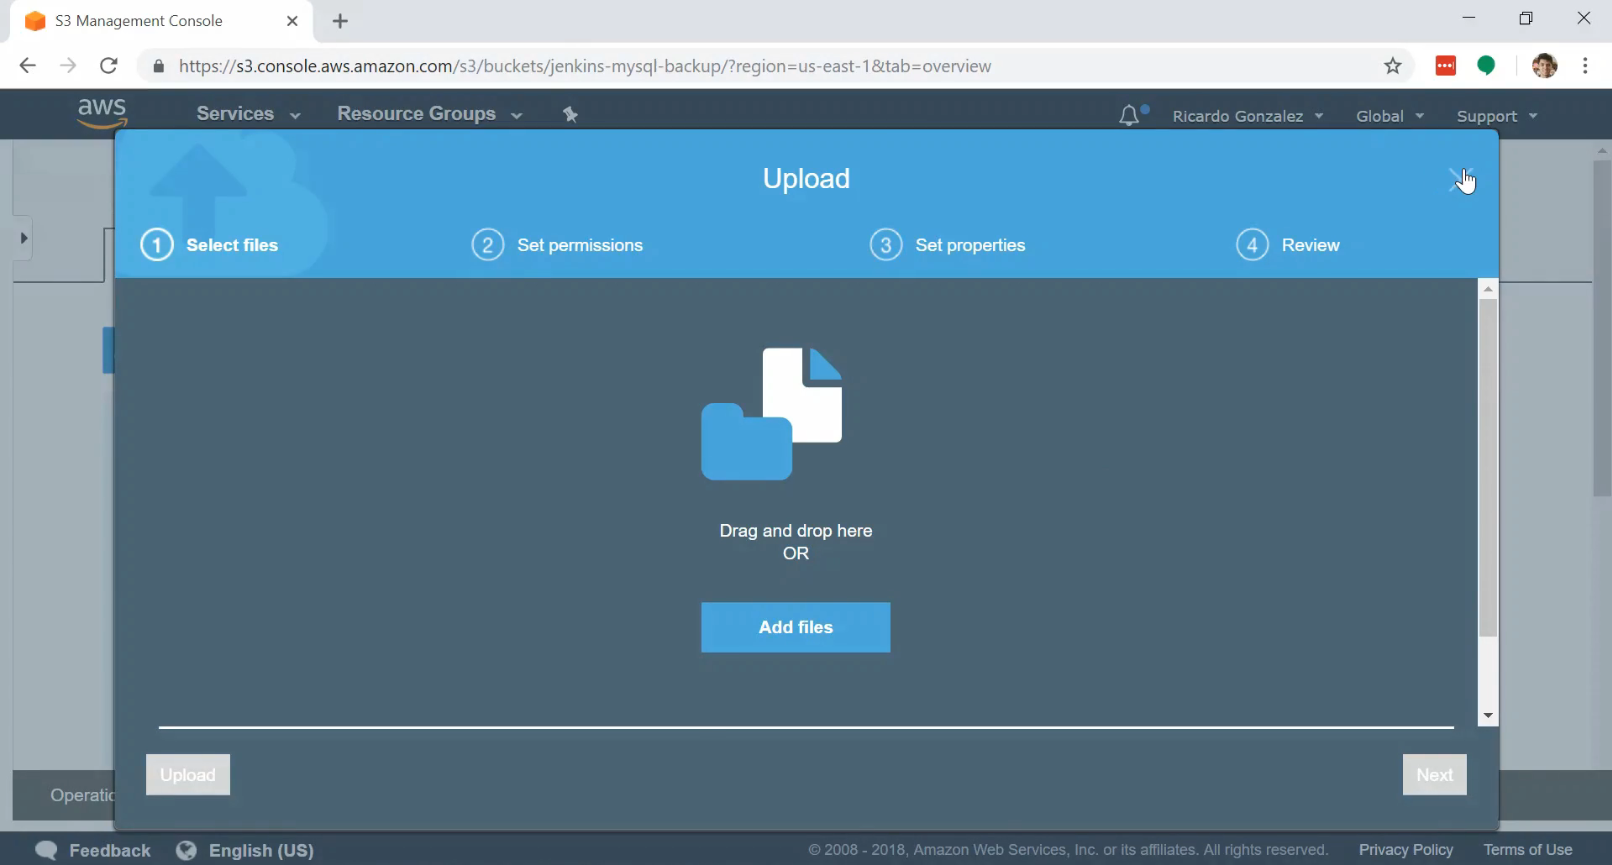 S3 Management Console
https://s3.console.aws.amazon.com/s3/buckets/jenkins-mysql-backup/?region=us-east-1&tab=overview
aws Services Resource Groups Ricardo Gonzalez Global Support
Upload
1 Select files 2 Set permissions 3 Set properties 4 Review
Drag and drop here
OR
Add files
Upload Next
Operatic
Feedback English (US) © 2008 - 2018, Amazon Web Services, Inc. or its affiliates. All rights reserved. Privacy Policy Terms of Use